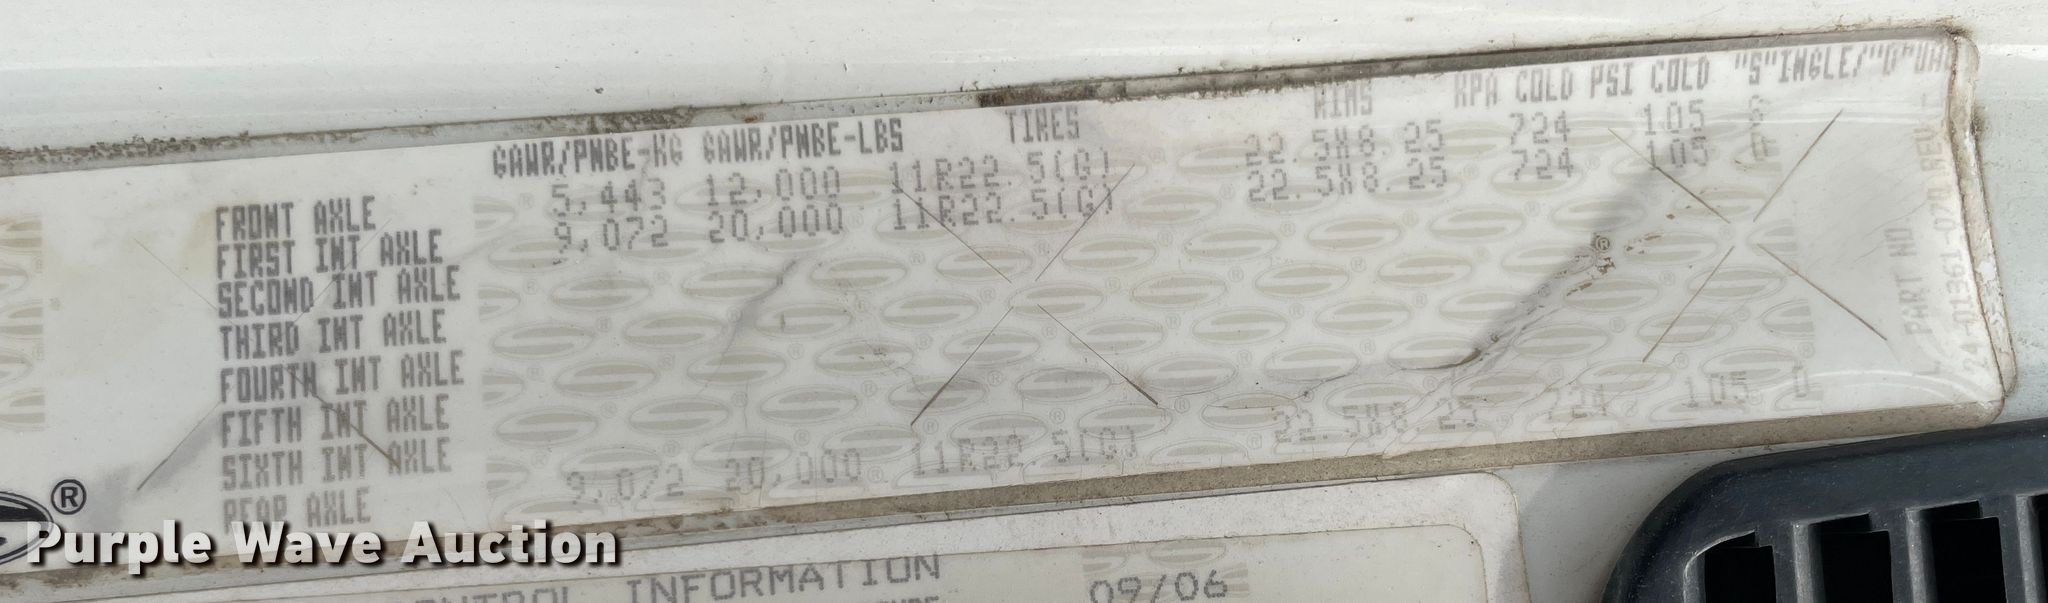 GAWR/PNBE-KG GAWR/PNBE-LBS TIRES RIMS KPA COLD PSI COLD "S"INGLE/"D"UAL
FRONT AXLE 5,443 12,000 11R22.5(G) 22.5X8.25 724 105
FIRST INT AXLE 9,072 20,000 11R22.5(G) 22.5X8.25 724 105
SECOND INT AXLE
THIRD INT AXLE
FOURTH INT AXLE
FIFTH INT AXLE
SIXTH INT AXLE
REAR AXLE 9,072 20,000 11R22.5(G) 22.5X8.25 724 105 D
PART NO.
24-01361-070 REV
®
Purple Wave Auction
CONTROL INFORMATION
09/06